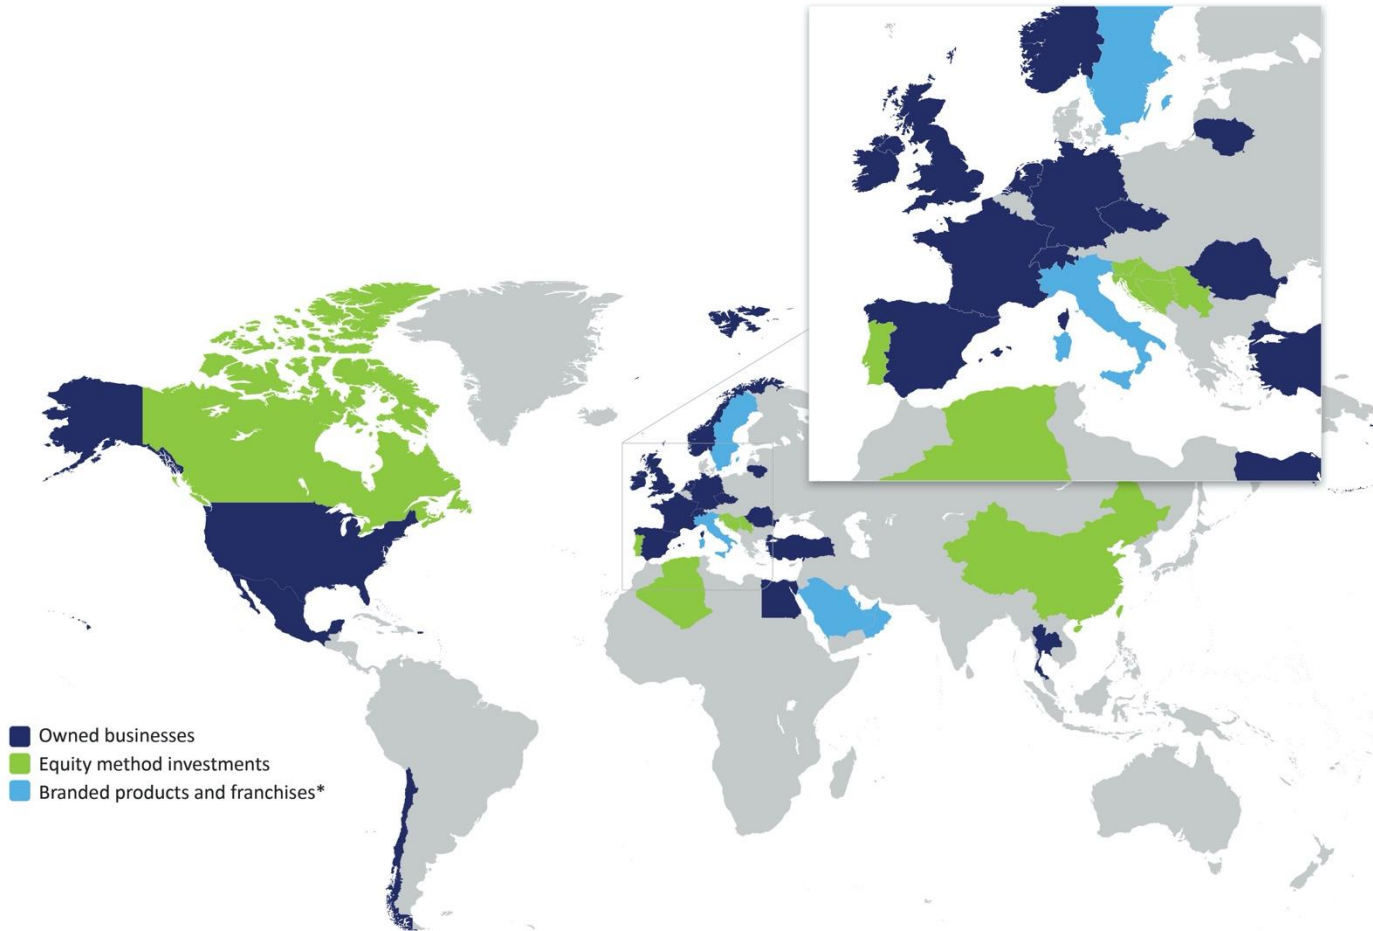 Owned businesses
Equity method investments
Branded products and franchises*